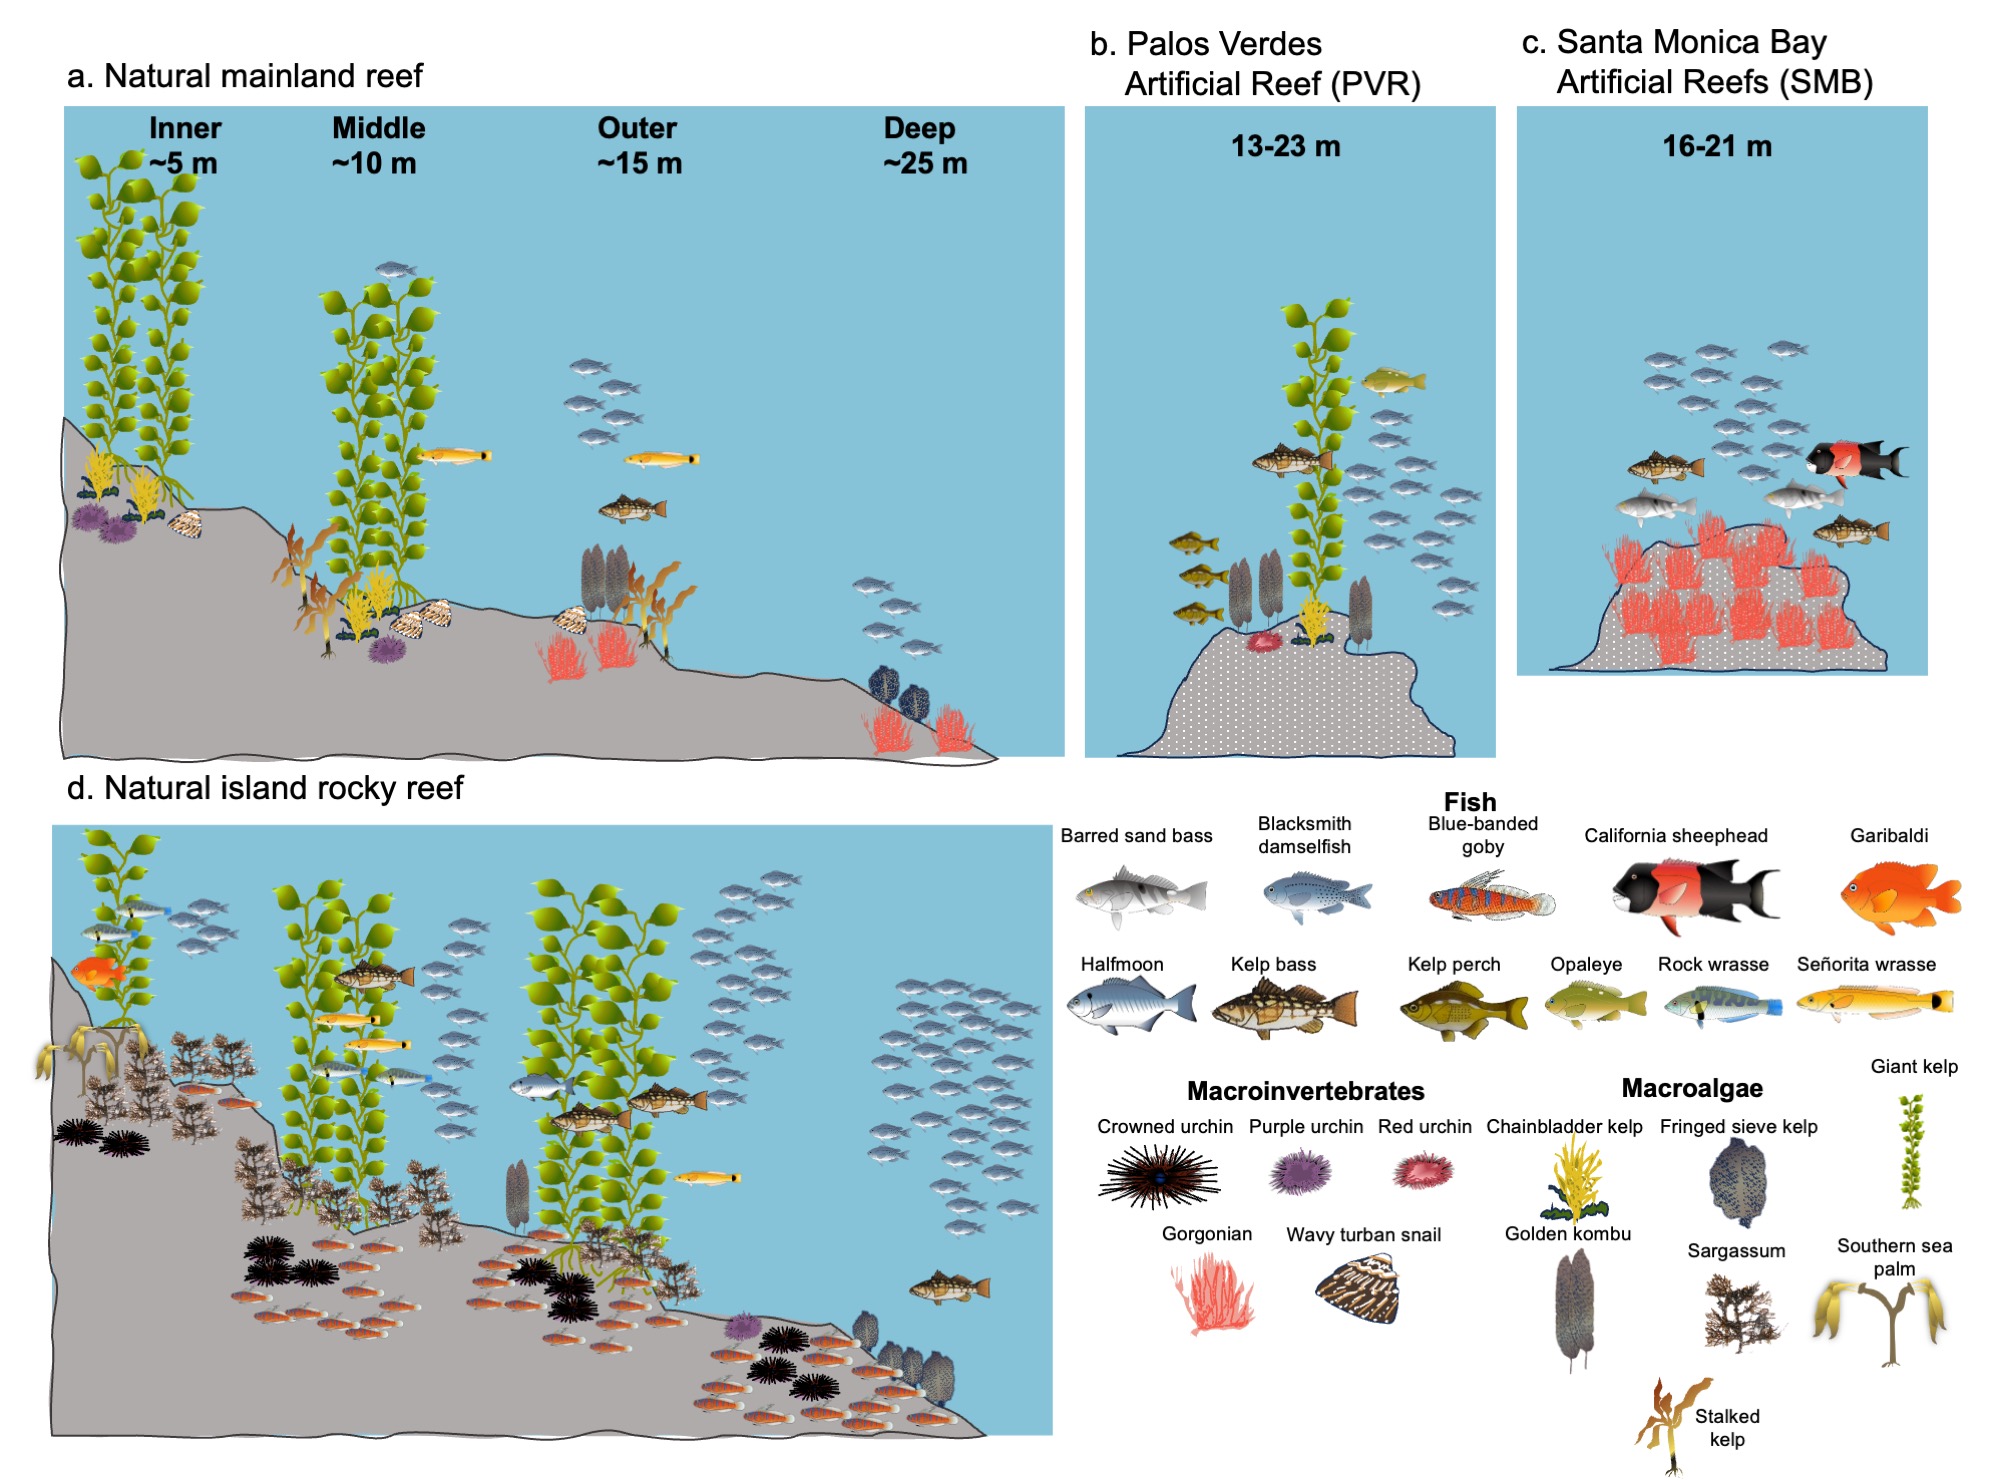 a. Natural mainland reef
Inner
~5 m
Middle
~10 m
Outer
~15 m
Deep
~25 m
b. Palos Verdes
Artificial Reef (PVR)
13-23 m
c. Santa Monica Bay
Artificial Reefs (SMB)
16-21 m
d. Natural island rocky reef
Fish
Barred sand bass
Blacksmith
damselfish
Blue-banded
goby
California sheephead
Garibaldi
Halfmoon
Kelp bass
Kelp perch
Opaleye
Rock wrasse
Señorita wrasse
Macroinvertebrates
Crowned urchin
Purple urchin
Red urchin
Gorgonian
Wavy turban snail
Macroalgae
Giant kelp
Chainbladder kelp
Fringed sieve kelp
Golden kombu
Sargassum
Southern sea
palm
Stalked
kelp